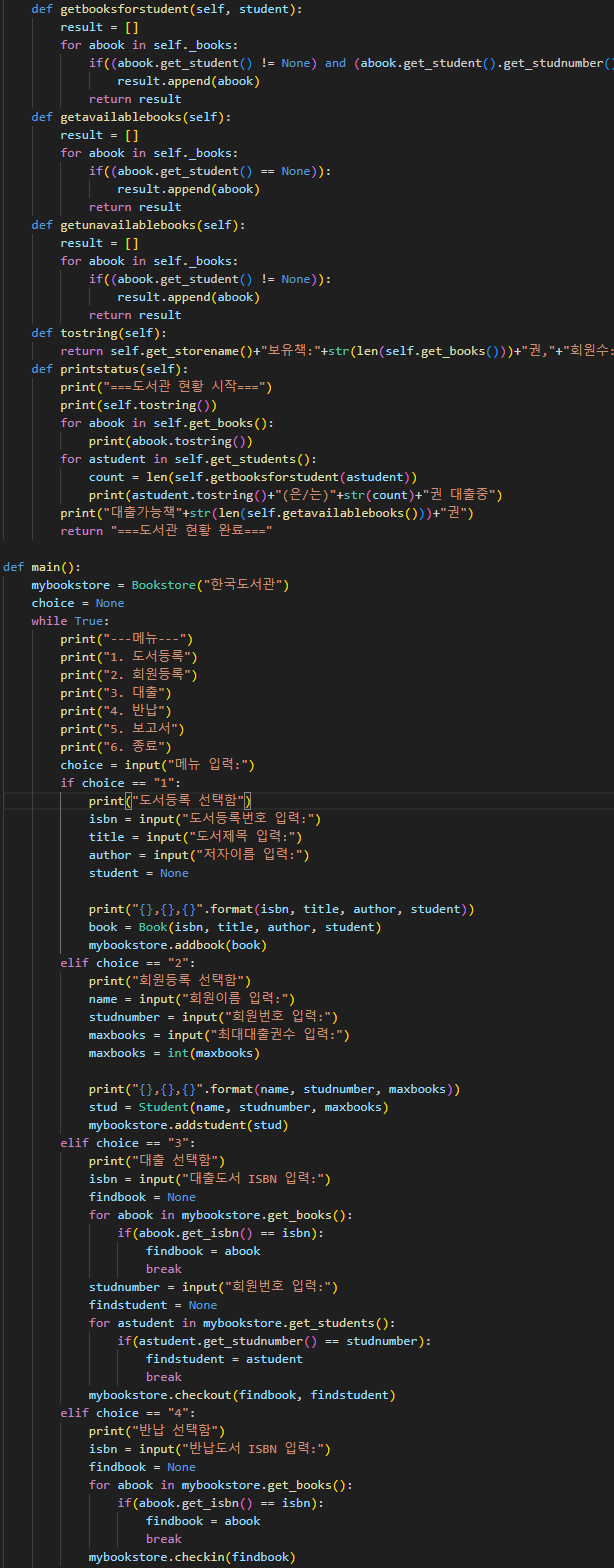 def getbooksforstudent(self, student):
        result = []
        for abook in self._books:
            if((abook.get_student() != None) and (abook.get_student().get_studnumber()
                result.append(abook)
            return result
    def getavailablebooks(self):
        result = []
        for abook in self._books:
            if((abook.get_student() == None)):
                result.append(abook)
            return result
    def getunavailablebooks(self):
        result = []
        for abook in self._books:
            if((abook.get_student() != None)):
                result.append(abook)
            return result
    def tostring(self):
        return self.get_storename()+"보유책:"+str(len(self.get_books()))+"권,"+"회원수:
    def printstatus(self):
        print("===도서관 현황 시작===")
        print(self.tostring())
        for abook in self.get_books():
            print(abook.tostring())
        for astudent in self.get_students():
            count = len(self.getbooksforstudent(astudent))
            print(astudent.tostring()+"(은/는)"+str(count)+"권 대출중")
        print("대출가능책"+str(len(self.getavailablebooks()))+"권")
        return "===도서관 현황 완료==="

def main():
    mybookstore = Bookstore("한국도서관")
    choice = None
    while True:
        print("---메뉴---")
        print("1. 도서등록")
        print("2. 회원등록")
        print("3. 대출")
        print("4. 반납")
        print("5. 보고서")
        print("6. 종료")
        choice = input("메뉴 입력:")
        if choice == "1":
            print("도서등록 선택함")
            isbn = input("도서등록번호 입력:")
            title = input("도서제목 입력:")
            author = input("저자이름 입력:")
            student = None

            print("{},{},{}".format(isbn, title, author, student))
            book = Book(isbn, title, author, student)
            mybookstore.addbook(book)
        elif choice == "2":
            print("회원등록 선택함")
            name = input("회원이름 입력:")
            studnumber = input("회원번호 입력:")
            maxbooks = input("최대대출권수 입력:")
            maxbooks = int(maxbooks)

            print("{},{},{}".format(name, studnumber, maxbooks))
            stud = Student(name, studnumber, maxbooks)
            mybookstore.addstudent(stud)
        elif choice == "3":
            print("대출 선택함")
            isbn = input("대출도서 ISBN 입력:")
            findbook = None
            for abook in mybookstore.get_books():
                if(abook.get_isbn() == isbn):
                    findbook = abook
                    break
            studnumber = input("회원번호 입력:")
            findstudent = None
            for astudent in mybookstore.get_students():
                if(astudent.get_studnumber() == studnumber):
                    findstudent = astudent
                    break
            mybookstore.checkout(findbook, findstudent)
        elif choice == "4":
            print("반납 선택함")
            isbn = input("반납도서 ISBN 입력:")
            findbook = None
            for abook in mybookstore.get_books():
                if(abook.get_isbn() == isbn):
                    findbook = abook
                    break
            mybookstore.checkin(findbook)